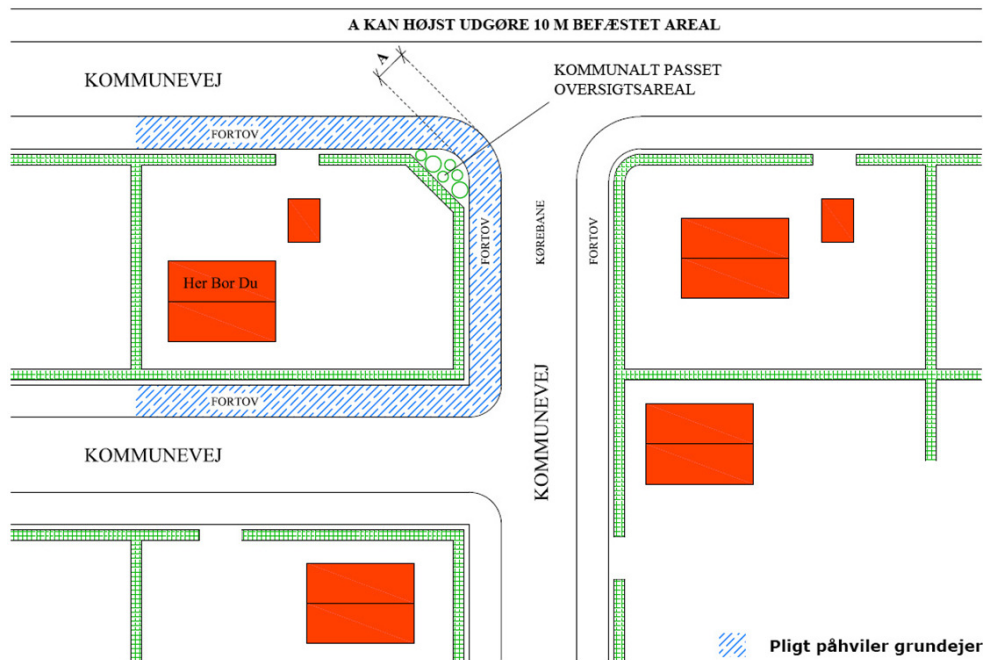 A KAN HØJST UDGØRE 10 M BEFÆSTET AREAL
A
KOMMUNEVEJ
KOMMUNALT PASSET
OVERSIGTSAREAL
FORTOV
FORTOV
KØREBANE
FORTOV
Her Bor Du
KOMMUNEVEJ
FORTOV
KOMMUNEVEJ
Pligt påhviler grundejer